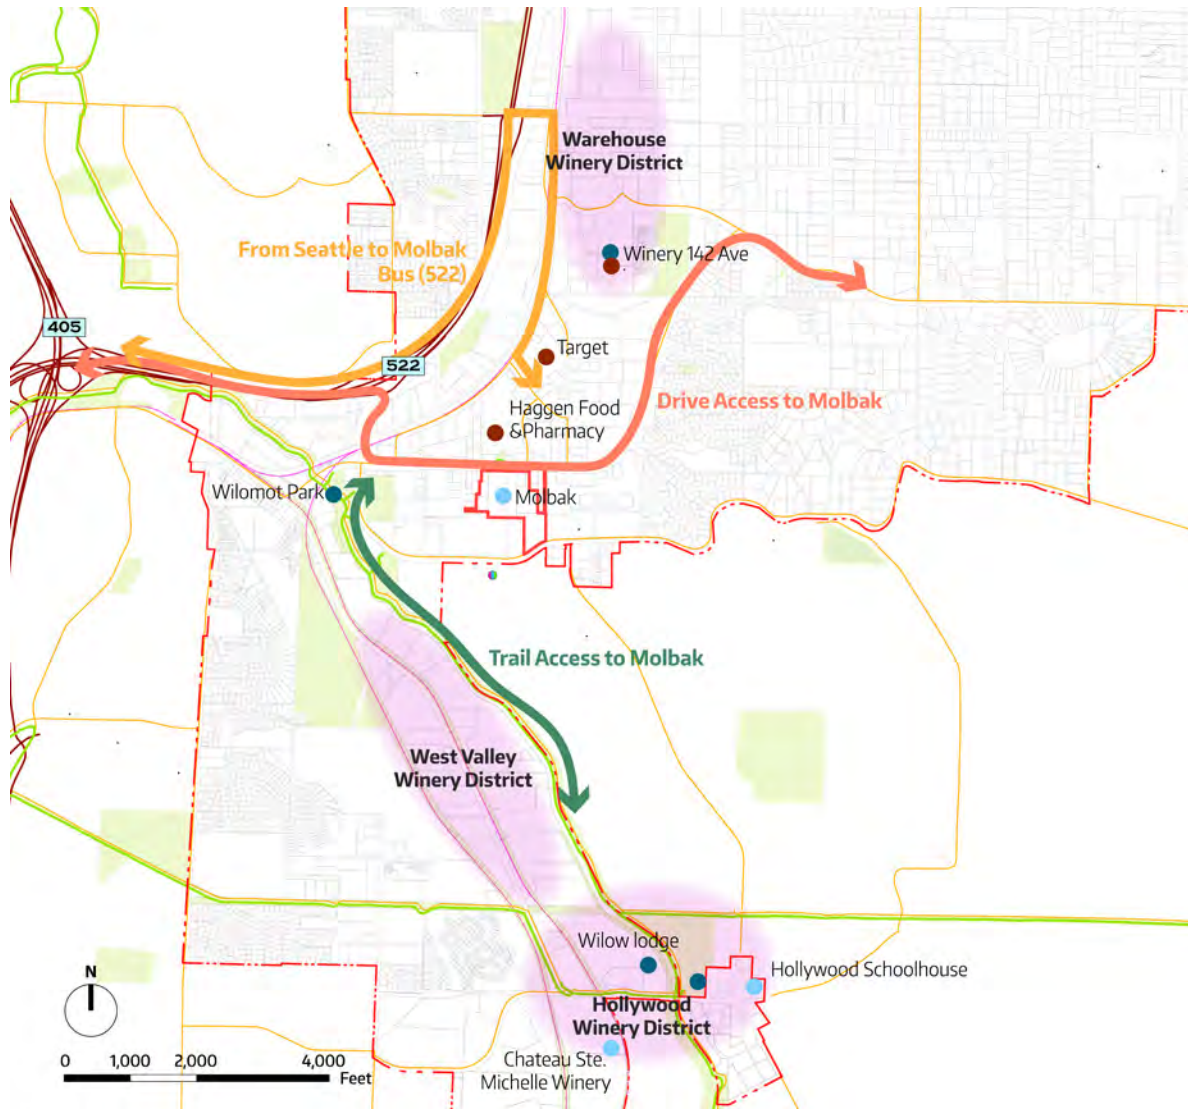 Warehouse
Winery District
From Seattle to Molbak
Bus (522)
Winery 142 Ave
405
522
Target
Drive Access to Molbak
Haggen Food
&Pharmacy
Wilomot Park
Molbak
Trail Access to Molbak
West Valley
Winery District
Wilow lodge
Hollywood Schoolhouse
Hollywood
Winery District
Chateau Ste.
Michelle Winery
N
0 1,000 2,000 4,000
Feet